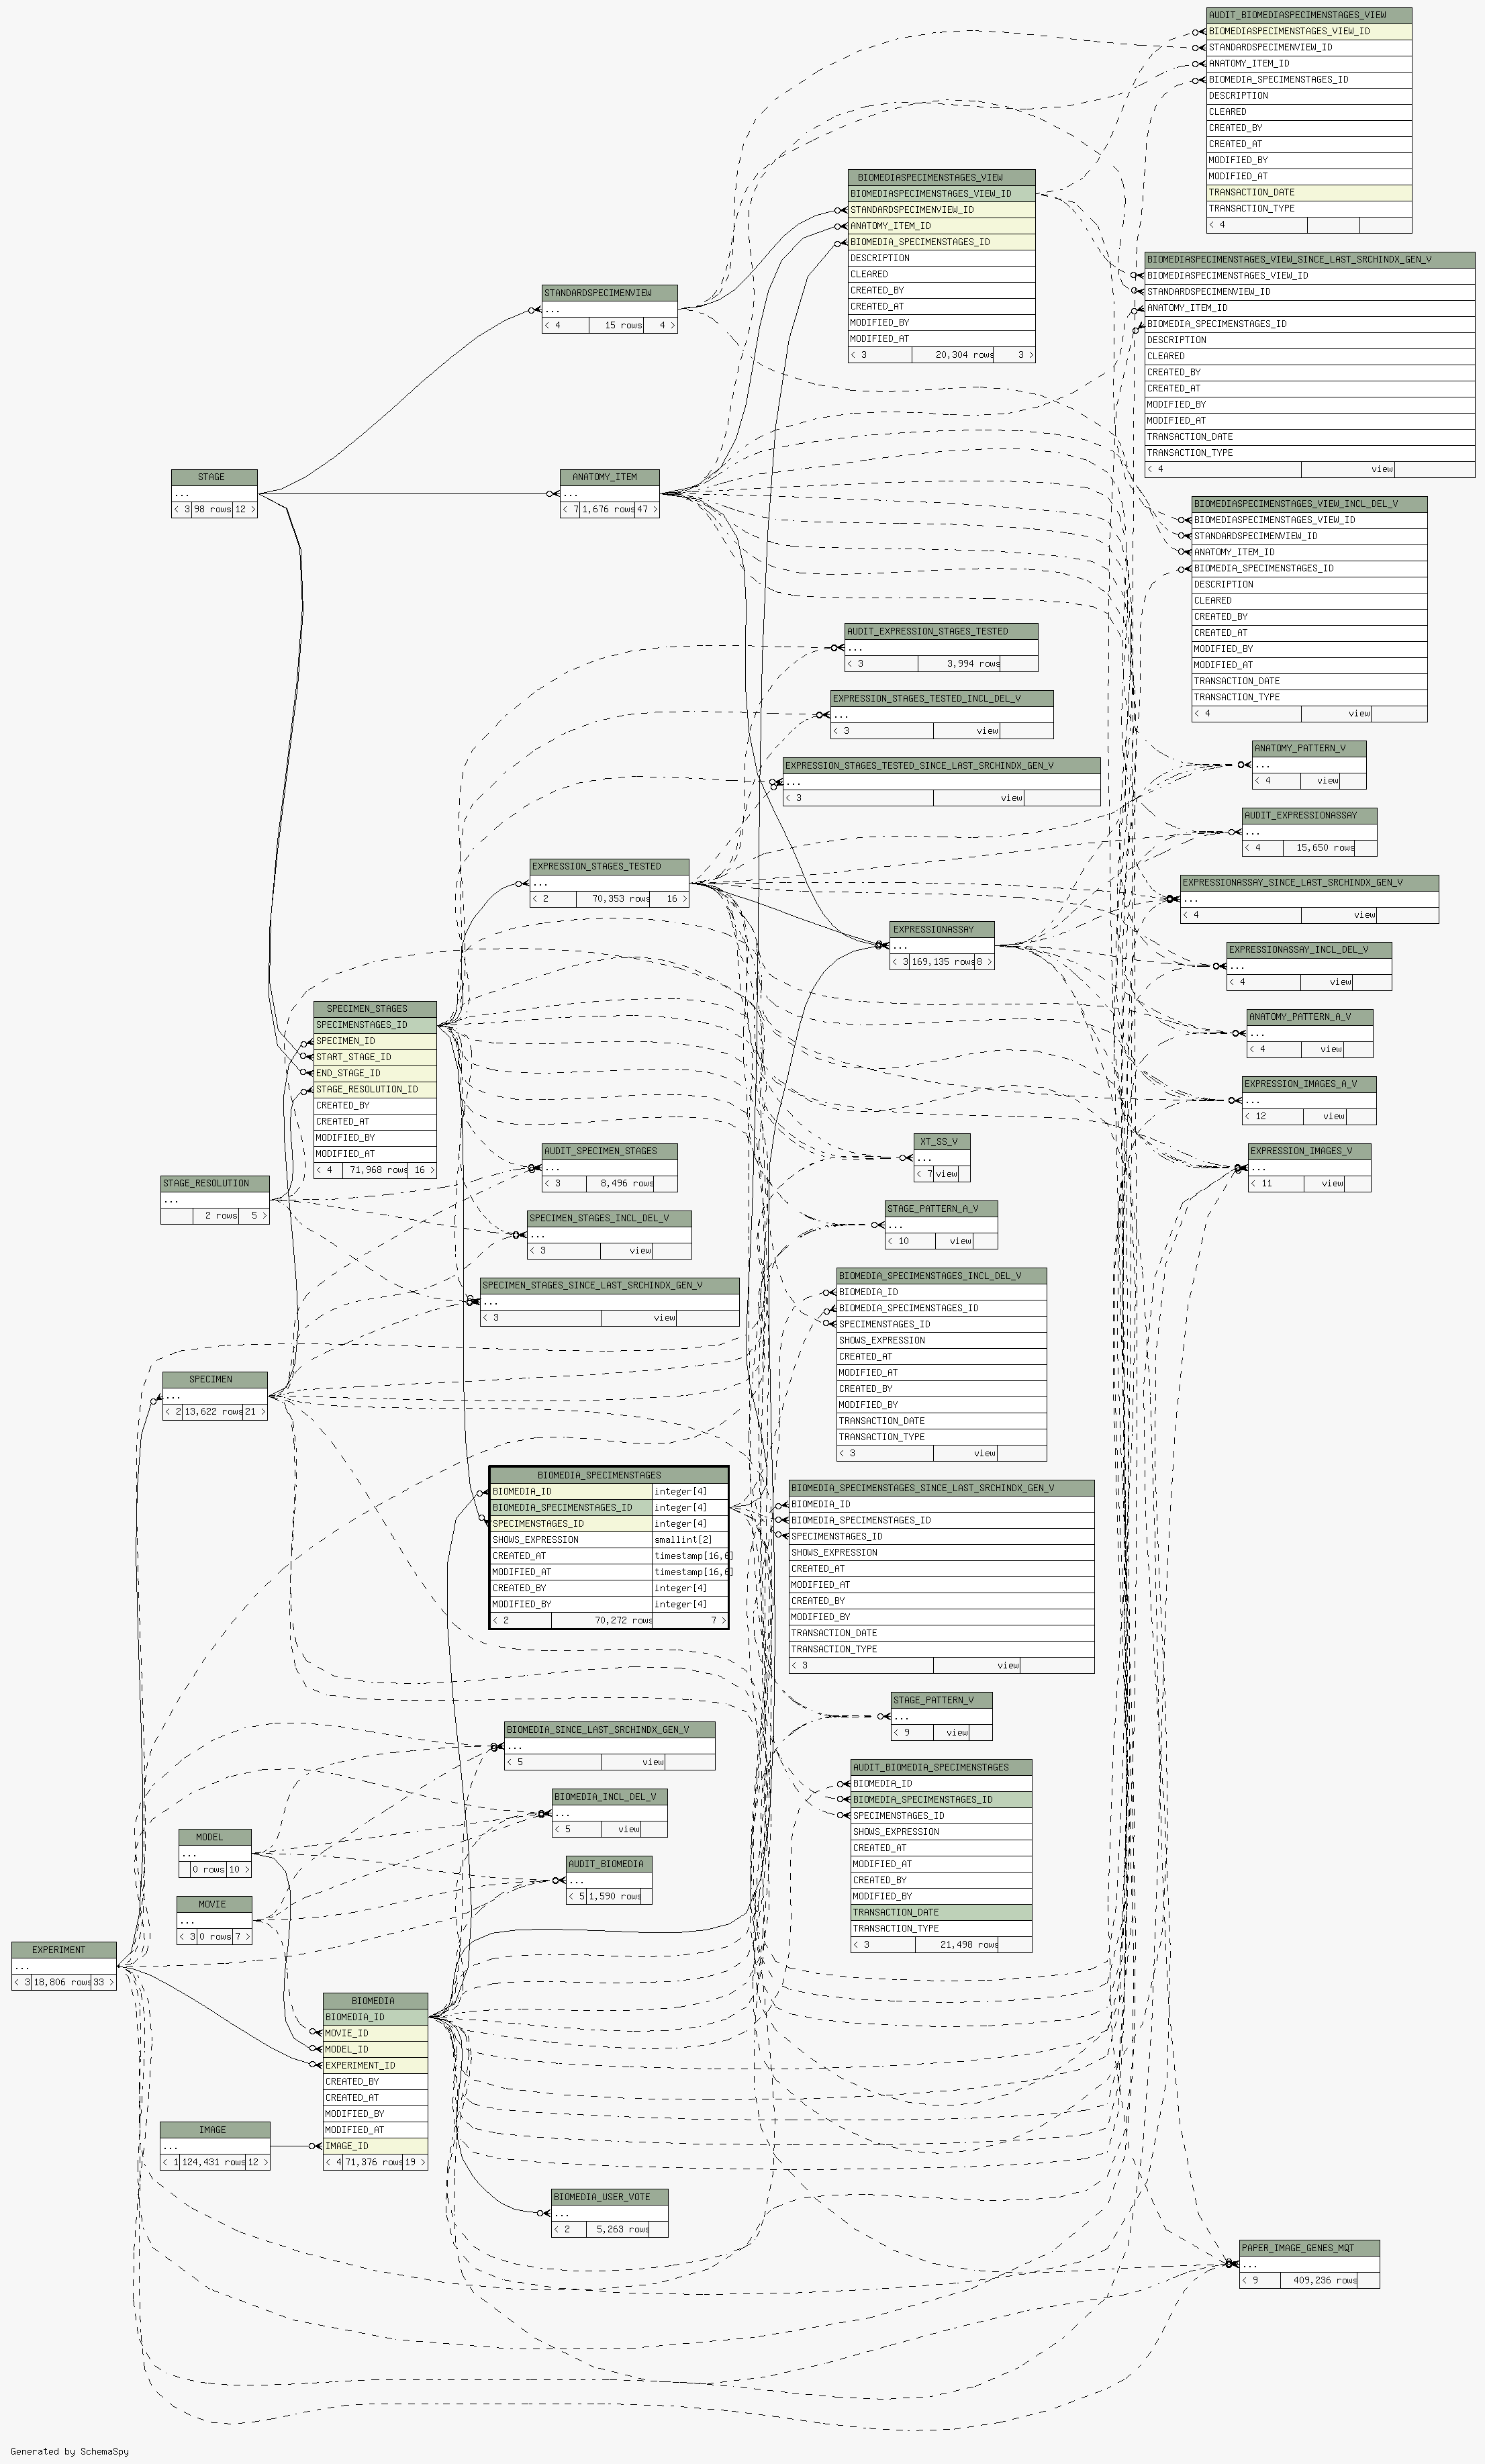 AUDIT_BIOMEDIASPECIMENSTAGES_VIEW
BIOMEDIASPECIMENSTAGES_VIEW_ID
STANDARDSPECIMENVIEW_ID
ANATOMY_ITEM_ID
BIOMEDIA_SPECIMENSTAGES_ID
DESCRIPTION
CLEARED
CREATED_BY
CREATED_AT
MODIFIED_BY
MODIFIED_AT
TRANSACTION_DATE
TRANSACTION_TYPE
< 4
BIOMEDIASPECIMENSTAGES_VIEW
BIOMEDIASPECIMENSTAGES_VIEW_ID
STANDARDSPECIMENVIEW_ID
ANATOMY_ITEM_ID
BIOMEDIA_SPECIMENSTAGES_ID
DESCRIPTION
CLEARED
CREATED_BY
CREATED_AT
MODIFIED_BY
MODIFIED_AT
< 3 20,304 rows 3 >
BIOMEDIASPECIMENSTAGES_VIEW_SINCE_LAST_SRCHINDX_GEN_V
BIOMEDIASPECIMENSTAGES_VIEW_ID
STANDARDSPECIMENVIEW_ID
ANATOMY_ITEM_ID
BIOMEDIA_SPECIMENSTAGES_ID
DESCRIPTION
CLEARED
CREATED_BY
CREATED_AT
MODIFIED_BY
MODIFIED_AT
TRANSACTION_DATE
TRANSACTION_TYPE
< 4 view
STANDARDSPECIMENVIEW
...
< 4 15 rows 4 >
STAGE
...
< 3 98 rows 12 >
ANATOMY_ITEM
...
< 7 1,676 rows 47 >
BIOMEDIASPECIMENSTAGES_VIEW_INCL_DEL_V
BIOMEDIASPECIMENSTAGES_VIEW_ID
STANDARDSPECIMENVIEW_ID
ANATOMY_ITEM_ID
BIOMEDIA_SPECIMENSTAGES_ID
DESCRIPTION
CLEARED
CREATED_BY
CREATED_AT
MODIFIED_BY
MODIFIED_AT
TRANSACTION_DATE
TRANSACTION_TYPE
< 4 view
AUDIT_EXPRESSION_STAGES_TESTED
...
< 3 3,994 rows
EXPRESSION_STAGES_TESTED_INCL_DEL_V
...
< 3 view
EXPRESSION_STAGES_TESTED_SINCE_LAST_SRCHINDX_GEN_V
...
< 3 view
ANATOMY_PATTERN_V
...
< 4 view
AUDIT_EXPRESSIONASSAY
...
< 4 15,650 rows
EXPRESSION_STAGES_TESTED
...
< 2 70,353 rows 16 >
EXPRESSIONASSAY_SINCE_LAST_SRCHINDX_GEN_V
...
< 4 view
EXPRESSIONASSAY
...
< 3 169,135 rows 8 >
EXPRESSIONASSAY_INCL_DEL_V
...
< 4 view
SPECIMEN_STAGES
SPECIMENSTAGES_ID
SPECIMEN_ID
START_STAGE_ID
END_STAGE_ID
STAGE_RESOLUTION_ID
CREATED_BY
CREATED_AT
MODIFIED_BY
MODIFIED_AT
< 4 71,968 rows 16 >
ANATOMY_PATTERN_A_V
...
< 4 view
EXPRESSION_IMAGES_A_V
...
< 12 view
XT_SS_V
...
< 7 view
EXPRESSION_IMAGES_V
...
< 11 view
AUDIT_SPECIMEN_STAGES
...
< 3 8,496 rows
STAGE_RESOLUTION
...
2 rows 5 >
STAGE_PATTERN_A_V
...
< 10 view
SPECIMEN_STAGES_INCL_DEL_V
...
< 3 view
SPECIMEN_STAGES_SINCE_LAST_SRCHINDX_GEN_V
...
< 3 view
BIOMEDIA_SPECIMENSTAGES_INCL_DEL_V
BIOMEDIA_ID
BIOMEDIA_SPECIMENSTAGES_ID
SPECIMENSTAGES_ID
SHOWS_EXPRESSION
CREATED_AT
MODIFIED_AT
CREATED_BY
MODIFIED_BY
TRANSACTION_DATE
TRANSACTION_TYPE
< 3 view
SPECIMEN
...
< 2 13,622 rows 21 >
BIOMEDIA_SPECIMENSTAGES
BIOMEDIA_ID integer[4]
BIOMEDIA_SPECIMENSTAGES_ID integer[4]
SPECIMENSTAGES_ID integer[4]
SHOWS_EXPRESSION smallint[2]
CREATED_AT timestamp[16,6]
MODIFIED_AT timestamp[16,6]
CREATED_BY integer[4]
MODIFIED_BY integer[4]
< 2 70,272 rows 7 >
BIOMEDIA_SPECIMENSTAGES_SINCE_LAST_SRCHINDX_GEN_V
BIOMEDIA_ID
BIOMEDIA_SPECIMENSTAGES_ID
SPECIMENSTAGES_ID
SHOWS_EXPRESSION
CREATED_AT
MODIFIED_AT
CREATED_BY
MODIFIED_BY
TRANSACTION_DATE
TRANSACTION_TYPE
< 3 view
STAGE_PATTERN_V
...
< 9 view
BIOMEDIA_SINCE_LAST_SRCHINDX_GEN_V
...
< 5 view
AUDIT_BIOMEDIA_SPECIMENSTAGES
BIOMEDIA_ID
BIOMEDIA_SPECIMENSTAGES_ID
SPECIMENSTAGES_ID
SHOWS_EXPRESSION
CREATED_AT
MODIFIED_AT
CREATED_BY
MODIFIED_BY
TRANSACTION_DATE
TRANSACTION_TYPE
< 3 21,498 rows
BIOMEDIA_INCL_DEL_V
...
< 5 view
MODEL
...
0 rows 10 >
AUDIT_BIOMEDIA
...
< 5 1,590 rows
MOVIE
...
< 3 0 rows 7 >
EXPERIMENT
...
< 3 18,806 rows 33 >
BIOMEDIA
BIOMEDIA_ID
MOVIE_ID
MODEL_ID
EXPERIMENT_ID
CREATED_BY
CREATED_AT
MODIFIED_BY
MODIFIED_AT
IMAGE_ID
< 4 71,376 rows 19 >
IMAGE
...
< 1 124,431 rows 12 >
BIOMEDIA_USER_VOTE
...
< 2 5,263 rows
PAPER_IMAGE_GENES_MQT
...
< 9 409,236 rows
Generated by SchemaSpy